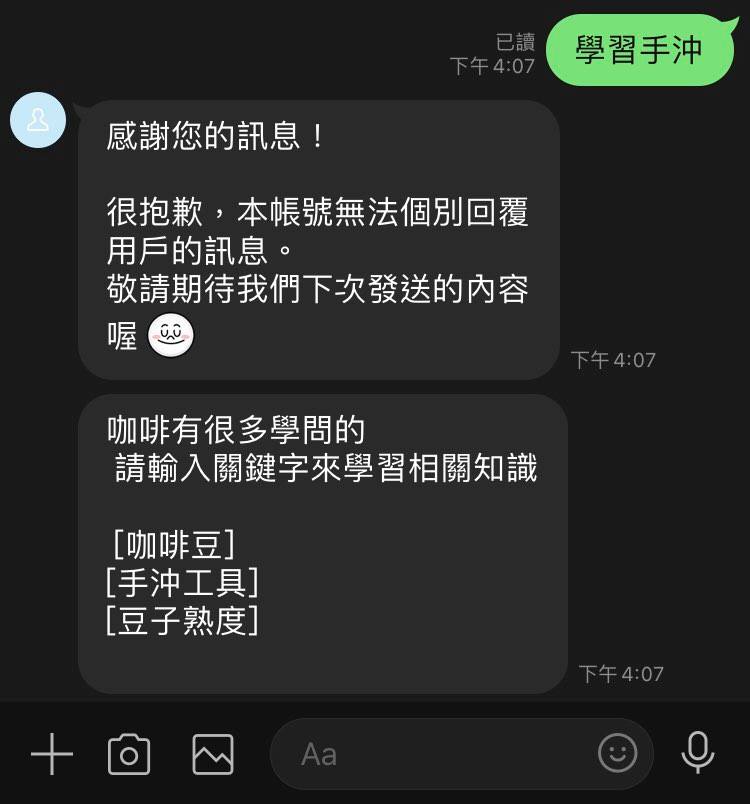 學習手沖
已讀
下午 4:07
感謝您的訊息！
很抱歉，本帳號無法個別回覆
用戶的訊息。
敬請期待我們下次發送的內容
喔
下午 4:07
咖啡有很多學問的
請輸入關鍵字來學習相關知識
［咖啡豆］
［手沖工具］
［豆子熟度］
下午 4:07
Aa